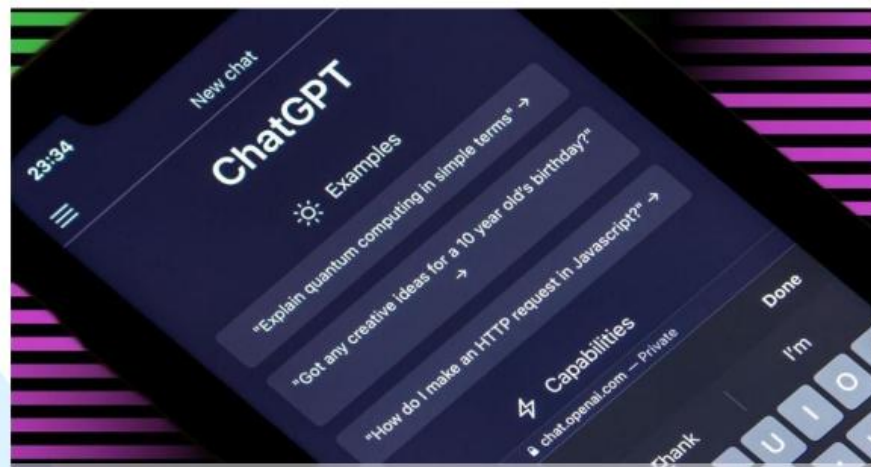 23:34
New chat
ChatGPT
Examples
"Explain quantum computing in simple terms" →
"Got any creative ideas for a 10 year old's birthday?"
→
"How do I make an HTTP request in Javascript?" →
Capabilities
chat.openai.com — Private
Done
I'm
U I O